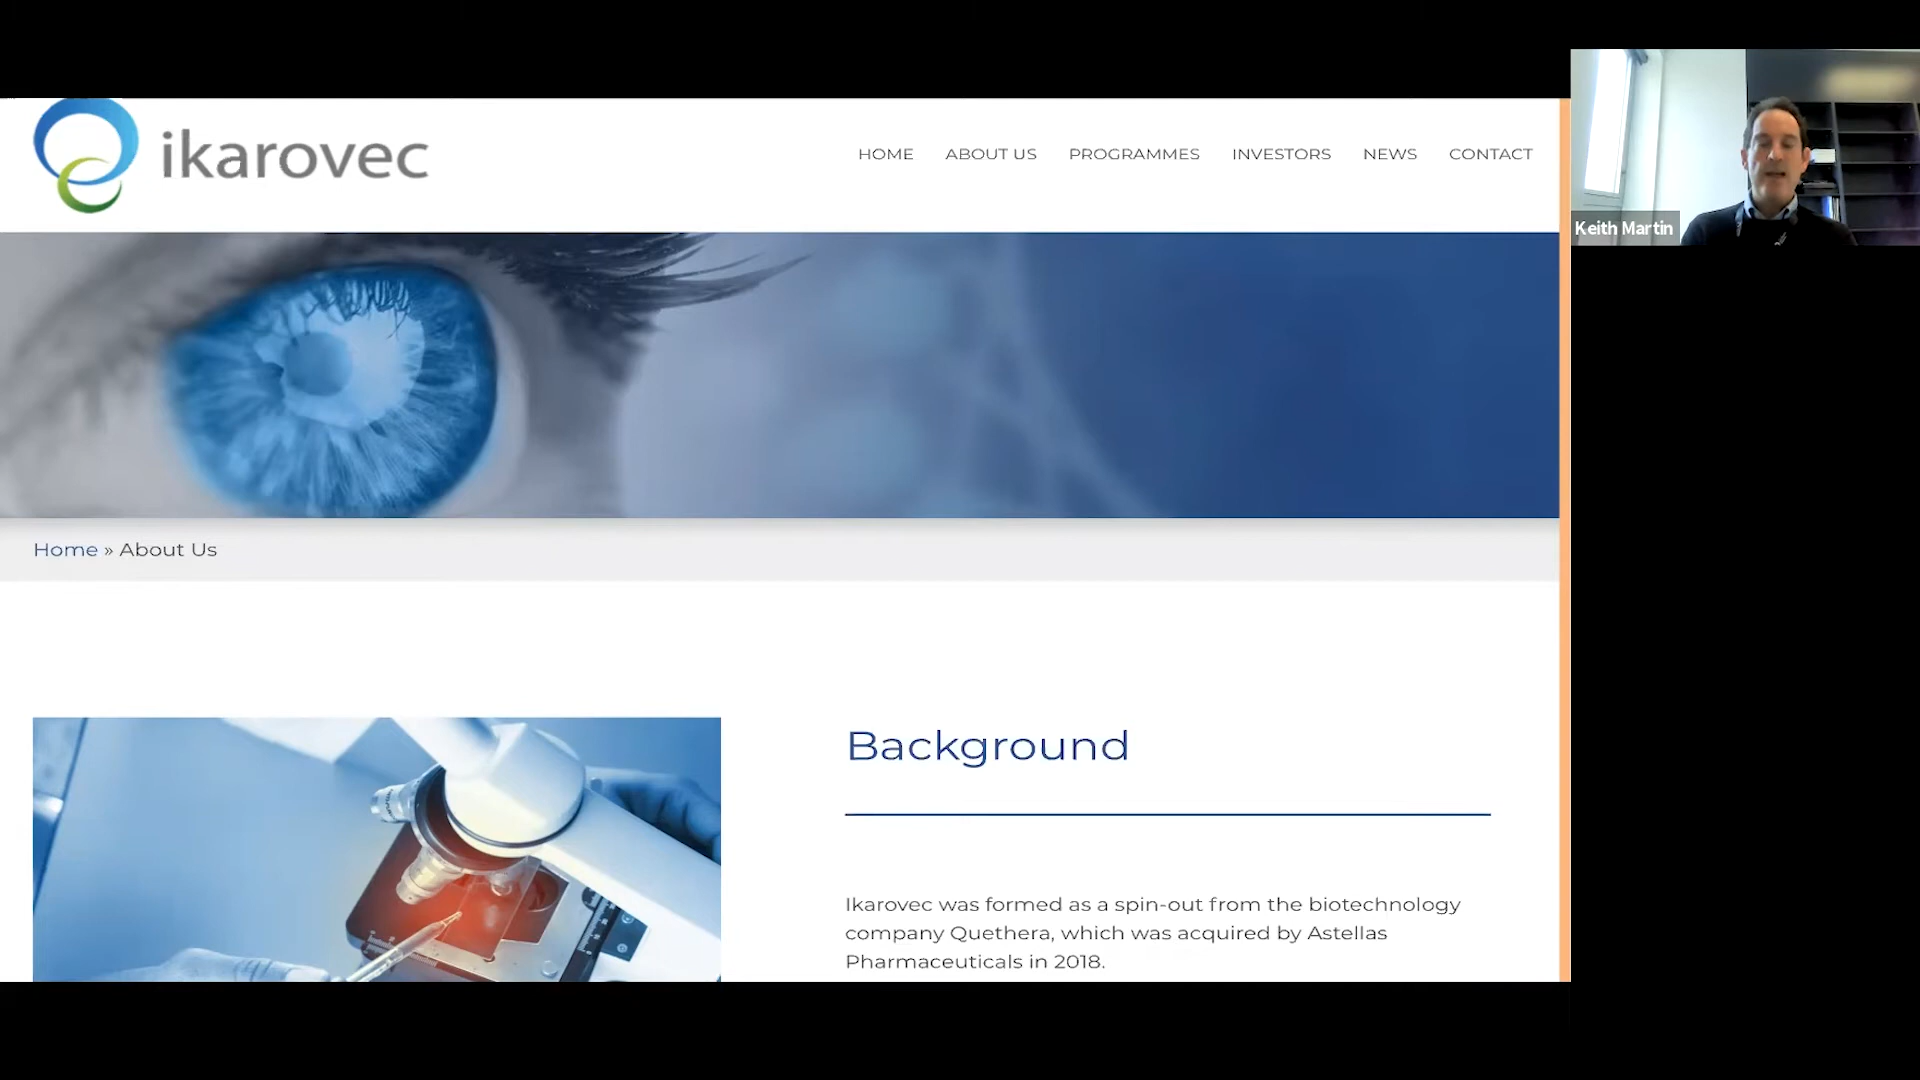 ikarovec
HOME ABOUT US PROGRAMMES INVESTORS NEWS CONTACT
Keith Martin
Home » About Us
Background
Ikarovec was formed as a spin-out from the biotechnology
company Quethera, which was acquired by Astellas
Pharmaceuticals in 2018.